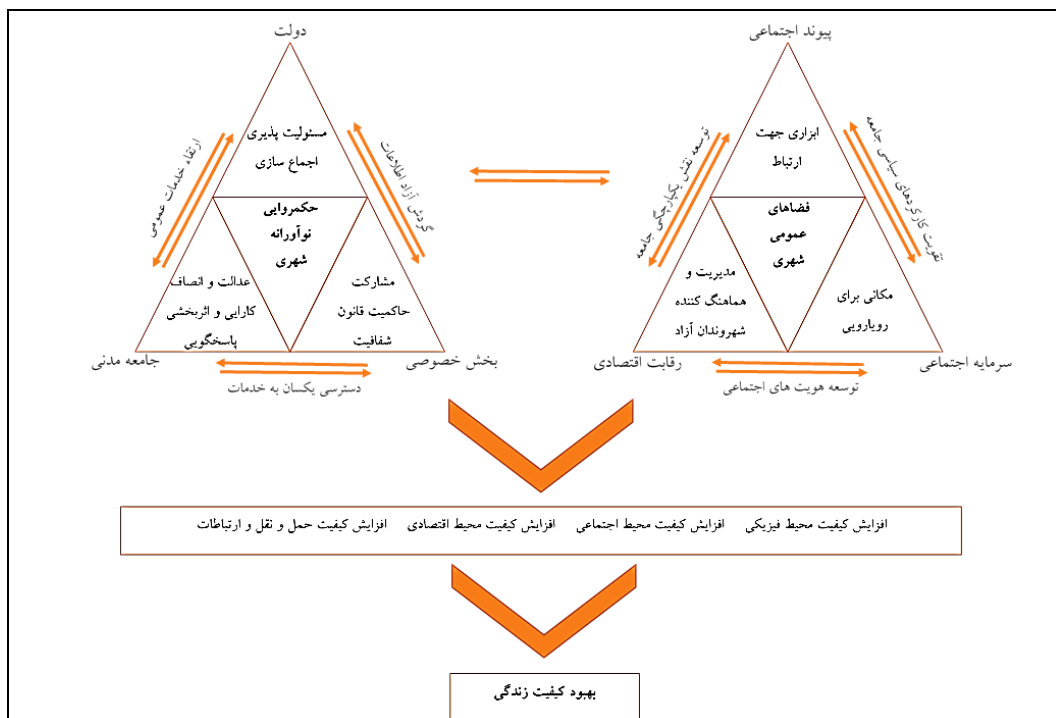 پیوند اجتماعی
ابزاری جهت
ارتباط
توسعه نقش یکپارچگی جامعه
تقویت کارکردهای سیاسی جامعه
فضاهای
عمومی
شهری
مدیریت و
هماهنگ کننده
شهروندان آزاد
مکانی برای
رویارویی
سرمایه اجتماعی
رقابت اقتصادی
توسعه هویت های اجتماعی
دولت
مسئولیت پذیری
اجماع سازی
ارتقاء خدمات عمومی
گردش آزاد اطلاعات
حکمروایی
نوآورانه
شهری
عدالت و انصاف
کارایی و اثربخشی
پاسخگویی
مشارکت
حاکمیت قانون
شفافیت
بخش خصوصی
جامعه مدنی
دسترسی یکسان به خدمات
افزایش کیفیت محیط فیزیکی افزایش کیفیت محیط اجتماعی افزایش کیفیت محیط اقتصادی افزایش کیفیت حمل و نقل و ارتباطات
بهبود کیفیت زندگی